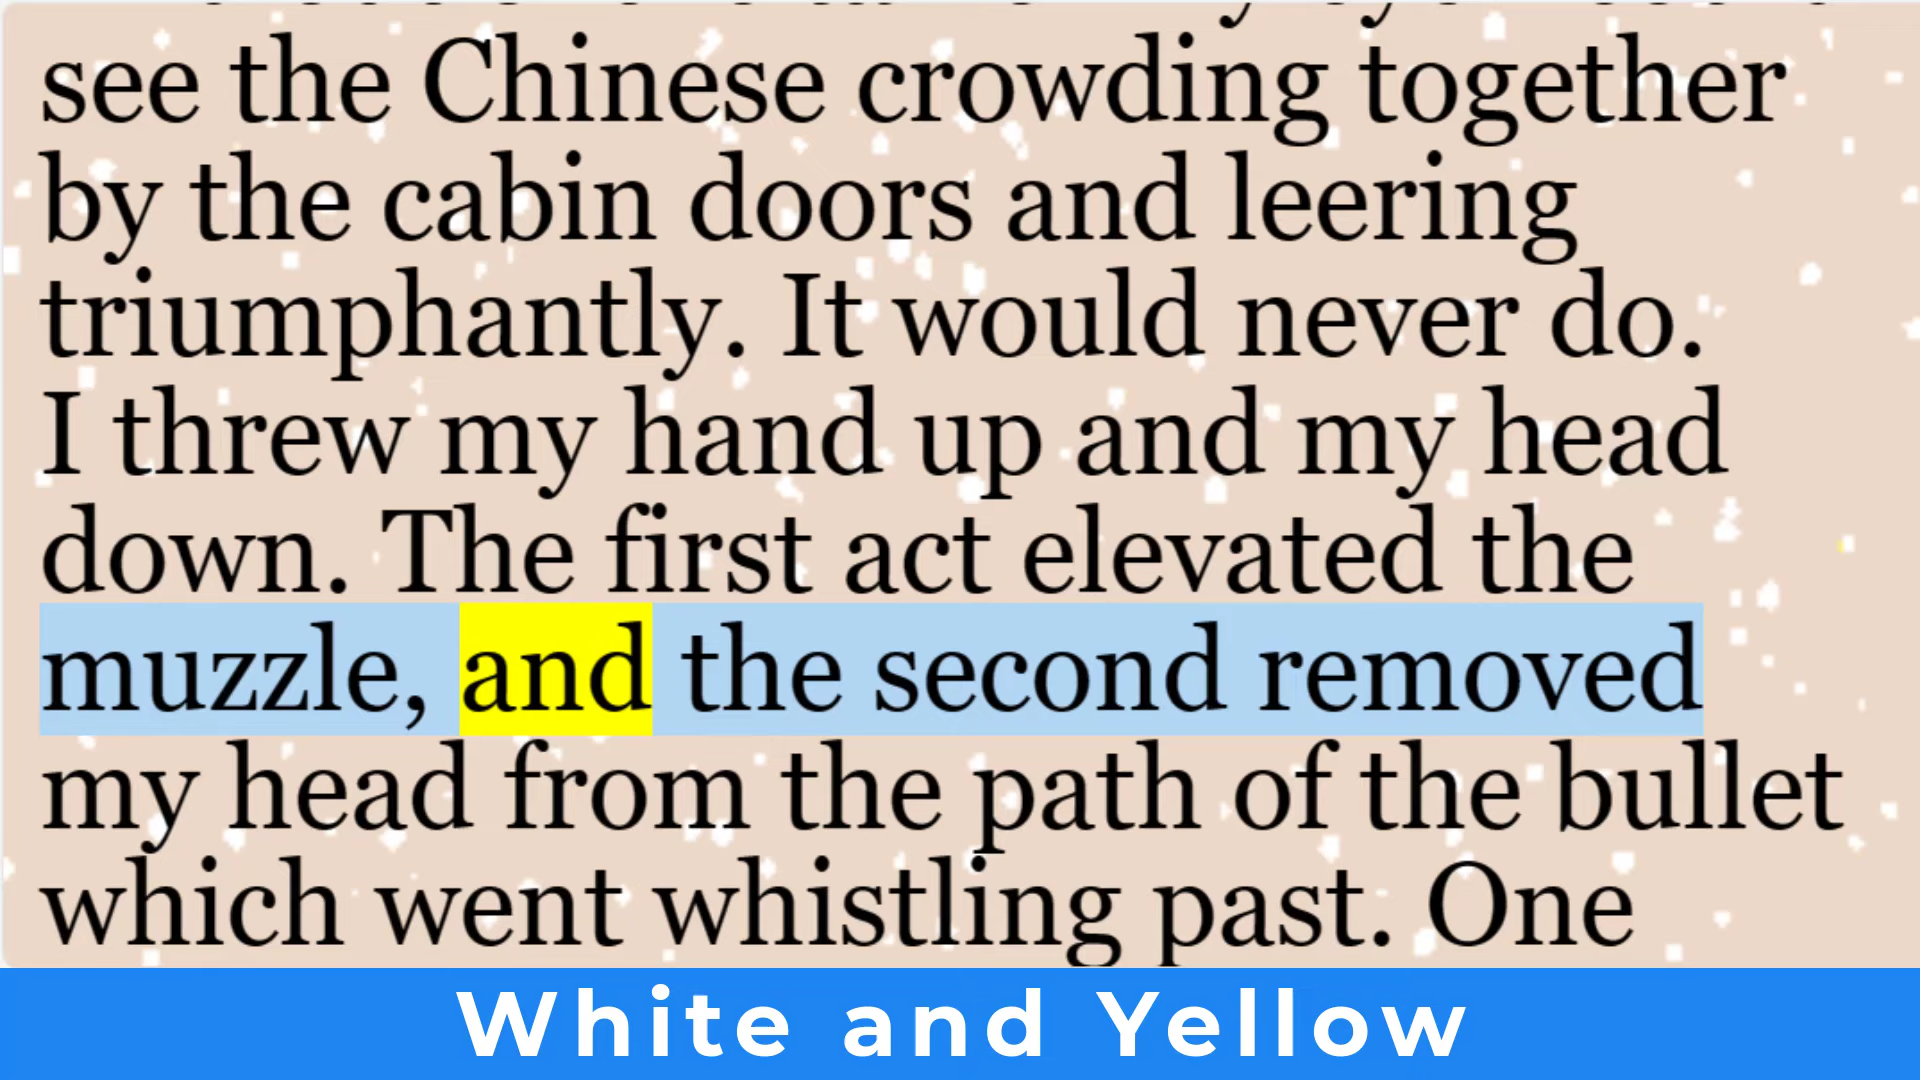 see the Chinese crowding together
by the cabin doors and leering
triumphantly. It would never do.
I threw my hand up and my head
down. The first act elevated the
muzzle, and the second removed
my head from the path of the bullet
which went whistling past. One
White and Yellow